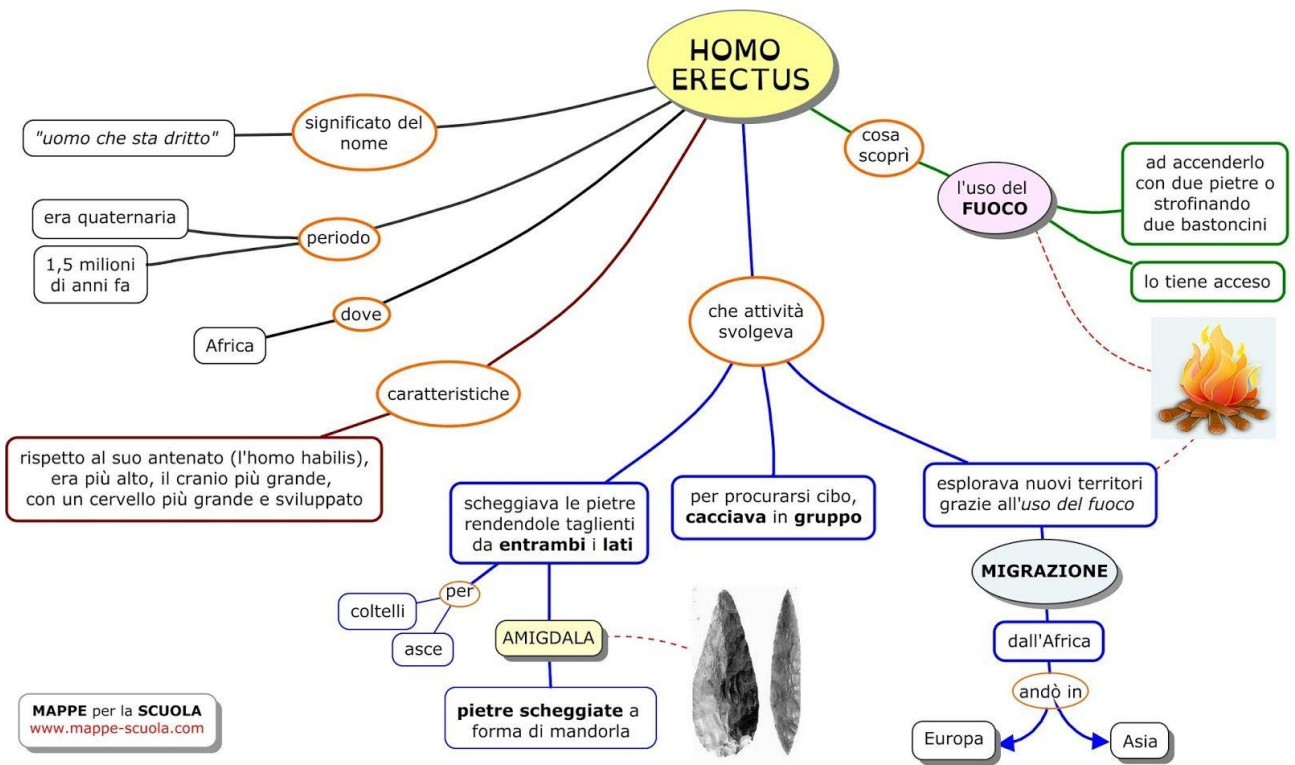 HOMO
ERECTUS
significato del
nome
"uomo che sta dritto"
periodo
era quaternaria
1,5 milioni
di anni fa
dove
Africa
caratteristiche
rispetto al suo antenato (l'homo habilis),
era più alto, il cranio più grande,
con un cervello più grande e sviluppato
che attività
svolgeva
scheggiava le pietre
rendendole taglienti
da entrambi i lati
per
coltelli
asce
AMIGDALA
pietre scheggiate a
forma di mandorla
per procurarsi cibo,
cacciava in gruppo
esplorava nuovi territori
grazie all'uso del fuoco
MIGRAZIONE
dall'Africa
andò in
Europa
Asia
cosa
scoprì
l'uso del
FUOCO
ad accenderlo
con due pietre o
strofinando
due bastoncini
lo tiene acceso
MAPPE per la SCUOLA
www.mappe-scuola.com